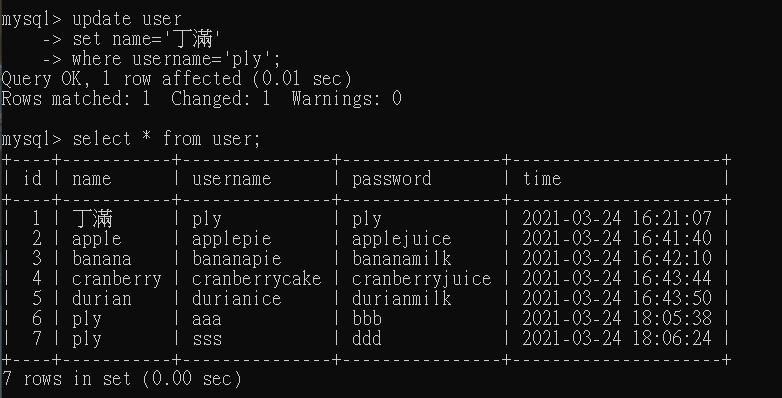 mysql> update user
    -> set name='丁滿'
    -> where username='ply';
Query OK, 1 row affected (0.01 sec)
Rows matched: 1  Changed: 1  Warnings: 0
mysql> select * from user;
+----+-----------+---------------+----------------+---------------------+
| id | name      | username      | password       | time                |
+----+-----------+---------------+----------------+---------------------+
|  1 | 丁滿      | ply           | ply            | 2021-03-24 16:21:07 |
|  2 | apple     | applepie      | applejuice     | 2021-03-24 16:41:40 |
|  3 | banana    | bananapie     | bananamilk     | 2021-03-24 16:42:10 |
|  4 | cranberry | cranberrycake | cranberryjuice | 2021-03-24 16:43:44 |
|  5 | durian    | durianice     | durianmilk     | 2021-03-24 16:43:50 |
|  6 | ply       | aaa           | bbb            | 2021-03-24 18:05:38 |
|  7 | ply       | sss           | ddd            | 2021-03-24 18:06:24 |
+----+-----------+---------------+----------------+---------------------+
7 rows in set (0.00 sec)